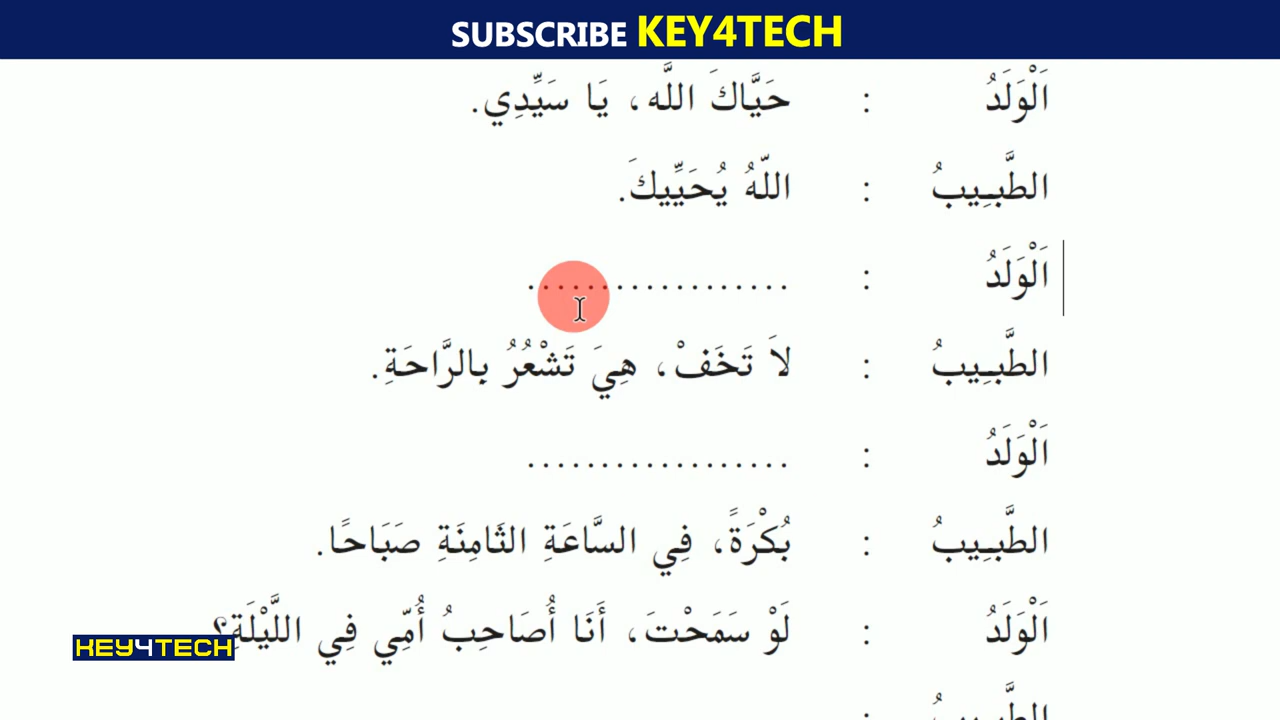 SUBSCRIBE KEY4TECH
اَلْوَلَدُ : حَيَّاكَ اللَّه، يَا سَيِّدِي.
الطَّبِيبُ : اللّهُ يُحَيِّيكَ.
اَلْوَلَدُ : ..................
الطَّبِيبُ : لاَ تَخَفْ، هِيَ تَشْعُرُ بِالرَّاحَةِ.
اَلْوَلَدُ : ..................
الطَّبِيبُ : بُكْرَةً، فِي السَّاعَةِ الثَّامِنَةِ صَبَاحًا.
اَلْوَلَدُ : لَوْ سَمَحْتَ، أَنَا أُصَاحِبُ أُمِّي فِي اللَّيْلَةِ؟
KEY4TECH